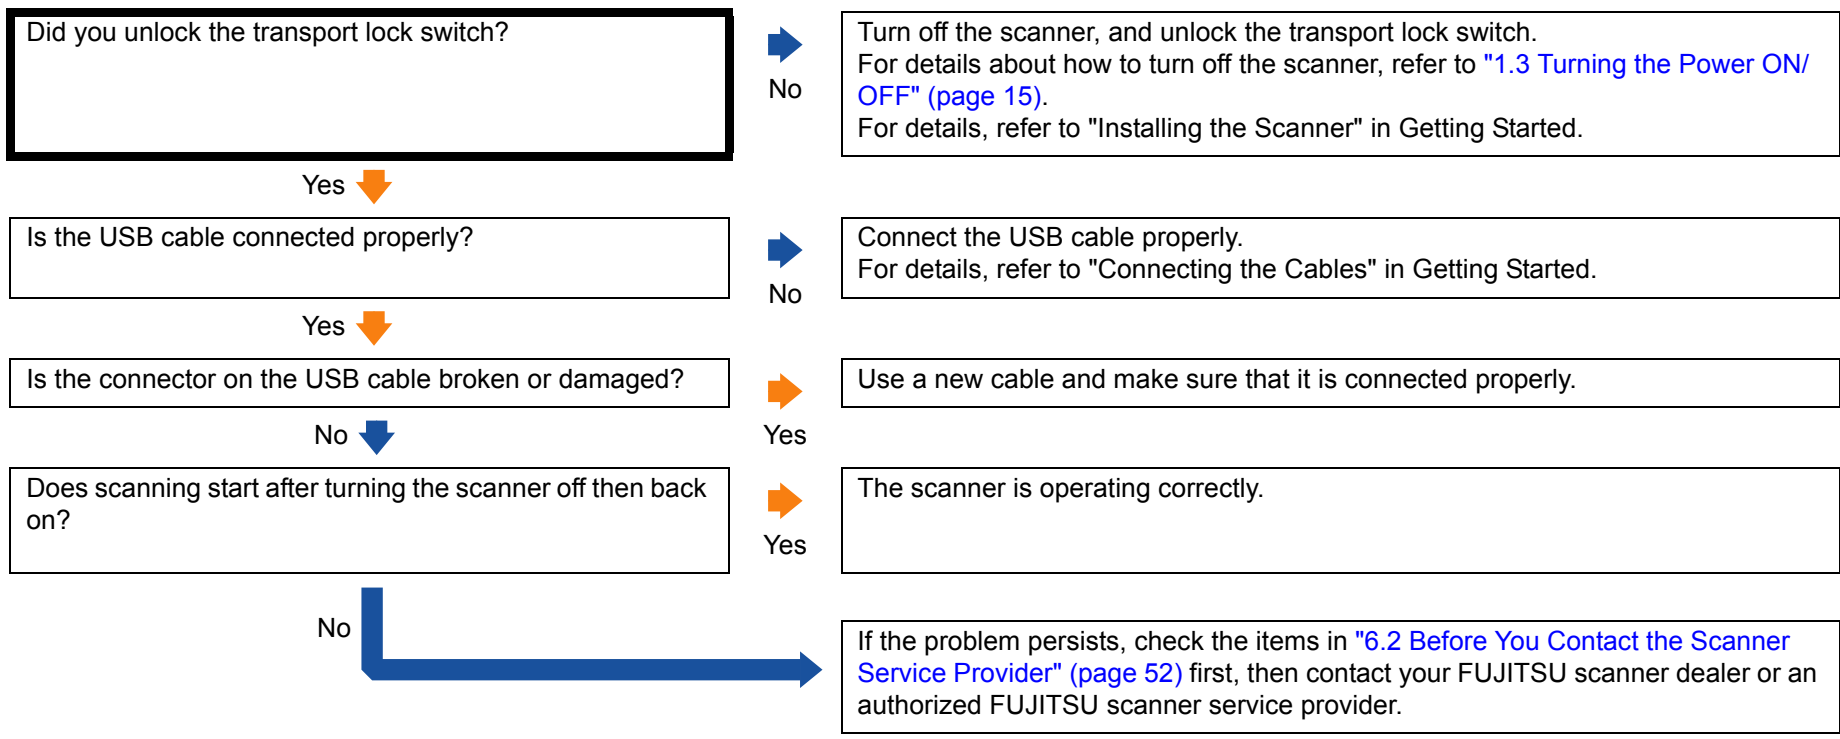 Did you unlock the transport lock switch?
No
Turn off the scanner, and unlock the transport lock switch.
For details about how to turn off the scanner, refer to "1.3 Turning the Power ON/
OFF" (page 15).
For details, refer to "Installing the Scanner" in Getting Started.
Yes
Is the USB cable connected properly?
No
Connect the USB cable properly.
For details, refer to "Connecting the Cables" in Getting Started.
Yes
Is the connector on the USB cable broken or damaged?
Yes
Use a new cable and make sure that it is connected properly.
No
Does scanning start after turning the scanner off then back
on?
Yes
The scanner is operating correctly.
No
If the problem persists, check the items in "6.2 Before You Contact the Scanner
Service Provider" (page 52) first, then contact your FUJITSU scanner dealer or an
authorized FUJITSU scanner service provider.